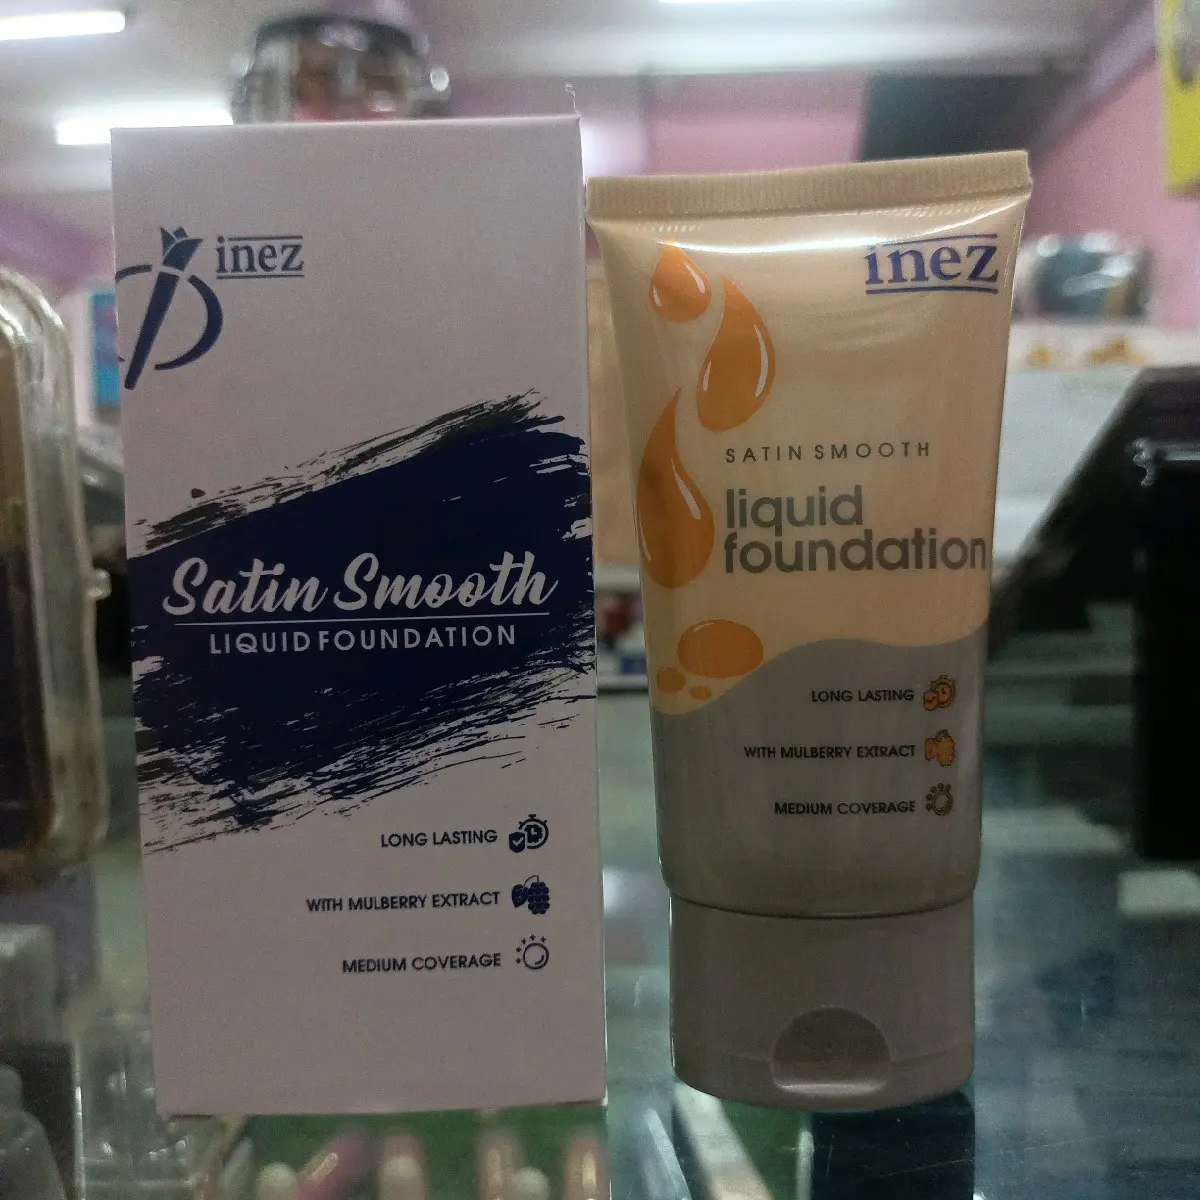 inez
Satin Smooth
LIQUID FOUNDATION
LONG LASTING
WITH MULBERRY EXTRACT
MEDIUM COVERAGE
inez
SATIN SMOOTH
liquid
foundation
LONG LASTING
WITH MULBERRY EXTRACT
MEDIUM COVERAGE